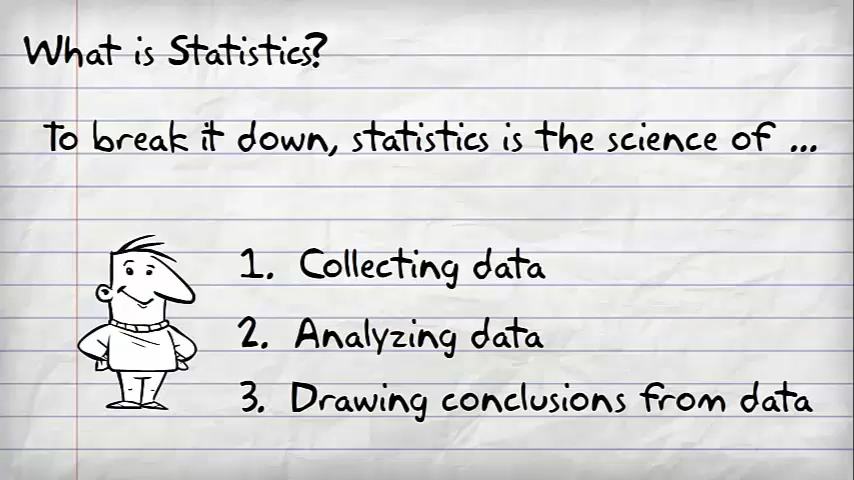 What is Statistics?
To break it down, statistics is the science of ...
1. Collecting data
2. Analyzing data
3. Drawing conclusions from data